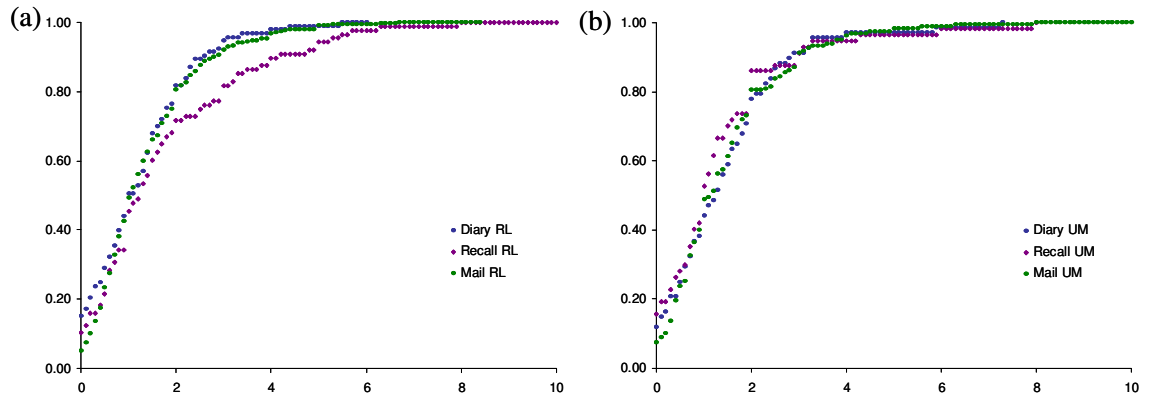 (a)
1.00
0.80
0.60
0.40
0.20
0.00
0 2 4 6 8 10
Diary RL
Recall RL
Mail RL
(b)
1.00
0.80
0.60
0.40
0.20
0.00
0 2 4 6 8 10
Diary UM
Recall UM
Mail UM